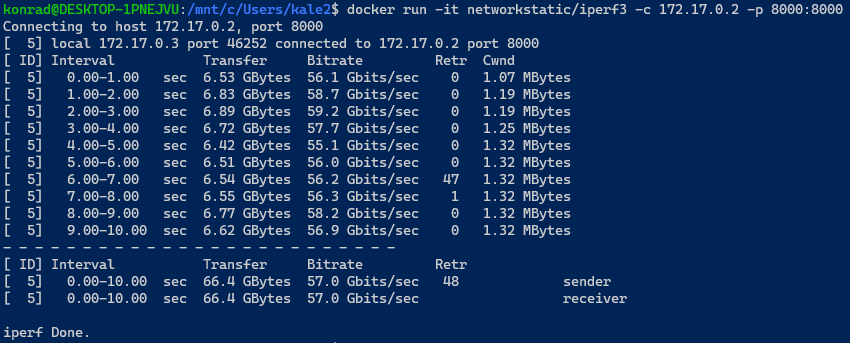 konrad@DESKTOP-1PNEJVU:/mnt/c/Users/kale2$ docker run -it networkstatic/iperf3 -c 172.17.0.2 -p 8000:8000
Connecting to host 172.17.0.2, port 8000
[  5] local 172.17.0.3 port 46252 connected to 172.17.0.2 port 8000
[ ID] Interval           Transfer     Bitrate         Retr  Cwnd
[  5]   0.00-1.00   sec  6.53 GBytes  56.1 Gbits/sec    0   1.07 MBytes
[  5]   1.00-2.00   sec  6.83 GBytes  58.7 Gbits/sec    0   1.19 MBytes
[  5]   2.00-3.00   sec  6.89 GBytes  59.2 Gbits/sec    0   1.19 MBytes
[  5]   3.00-4.00   sec  6.72 GBytes  57.7 Gbits/sec    0   1.25 MBytes
[  5]   4.00-5.00   sec  6.42 GBytes  55.1 Gbits/sec    0   1.32 MBytes
[  5]   5.00-6.00   sec  6.51 GBytes  56.0 Gbits/sec    0   1.32 MBytes
[  5]   6.00-7.00   sec  6.54 GBytes  56.2 Gbits/sec   47   1.32 MBytes
[  5]   7.00-8.00   sec  6.55 GBytes  56.3 Gbits/sec    1   1.32 MBytes
[  5]   8.00-9.00   sec  6.77 GBytes  58.2 Gbits/sec    0   1.32 MBytes
[  5]   9.00-10.00  sec  6.62 GBytes  56.9 Gbits/sec    0   1.32 MBytes
- - - - - - - - - - - - - - - - - - - - - - - - -
[ ID] Interval           Transfer     Bitrate         Retr
[  5]   0.00-10.00  sec  66.4 GBytes  57.0 Gbits/sec   48             sender
[  5]   0.00-10.00  sec  66.4 GBytes  57.0 Gbits/sec                  receiver
iperf Done.